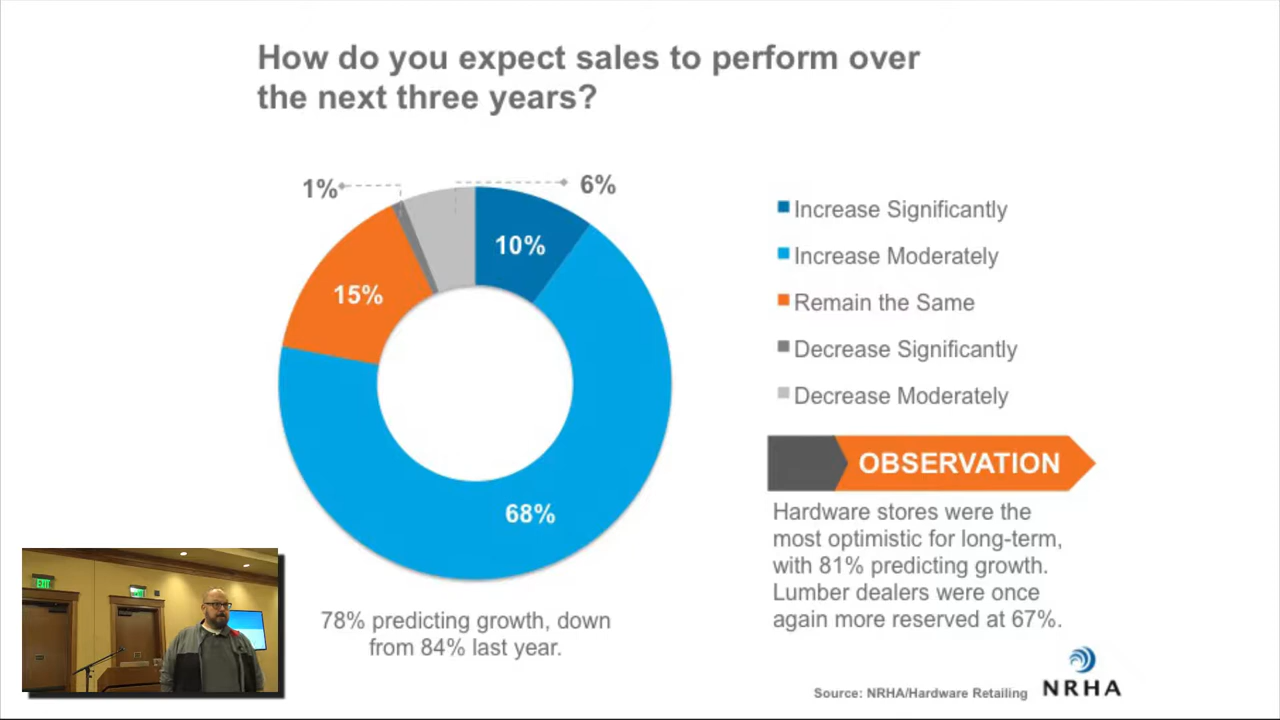 How do you expect sales to perform over
the next three years?
1%
6%
10%
15%
68%
Increase Significantly
Increase Moderately
Remain the Same
Decrease Significantly
Decrease Moderately
OBSERVATION
Hardware stores were the
most optimistic for long-term,
with 81% predicting growth.
Lumber dealers were once
again more reserved at 67%.
78% predicting growth, down
from 84% last year.
EXIT
Source: NRHA/Hardware Retailing
NRHA